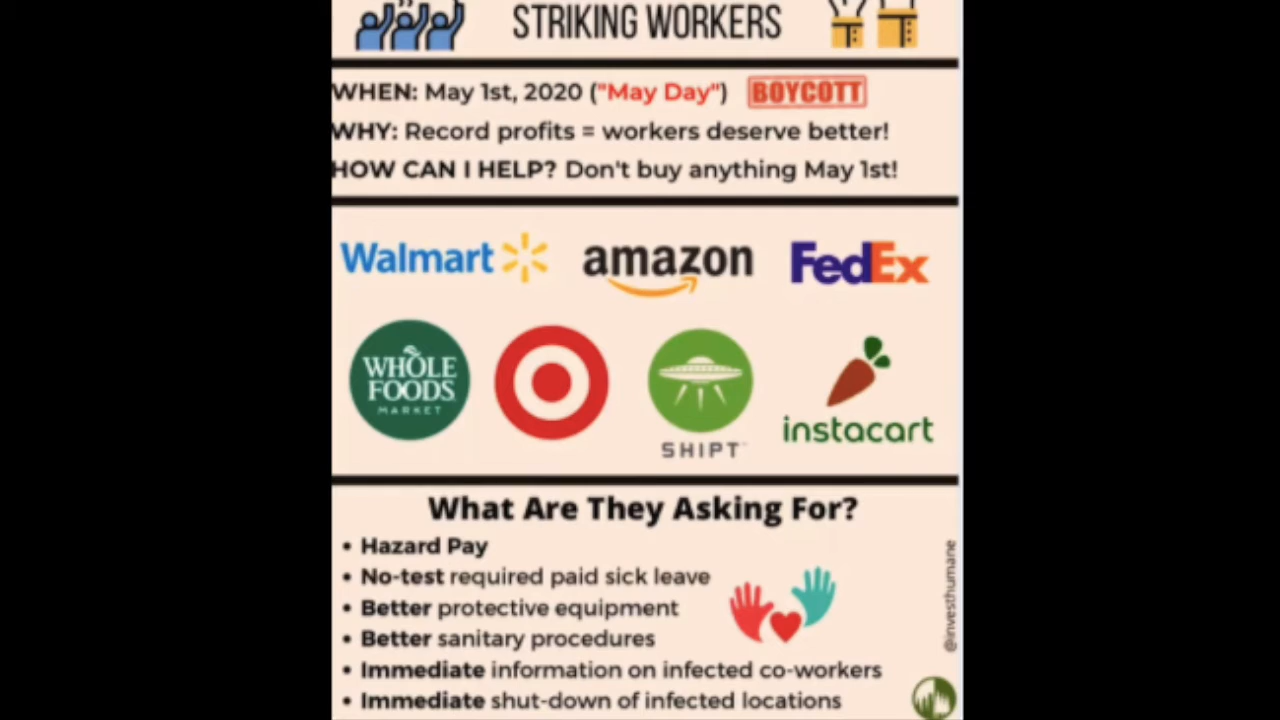 STRIKING WORKERS
WHEN: May 1st, 2020 ("May Day") BOYCOTT
WHY: Record profits = workers deserve better!
HOW CAN I HELP? Don't buy anything May 1st!
Walmart amazon FedEx
WHOLE
FOODS
MARKET
SHIPT
instacart
What Are They Asking For?
• Hazard Pay
• No-test required paid sick leave
• Better protective equipment
• Better sanitary procedures
• Immediate information on infected co-workers
• Immediate shut-down of infected locations
@investhumane